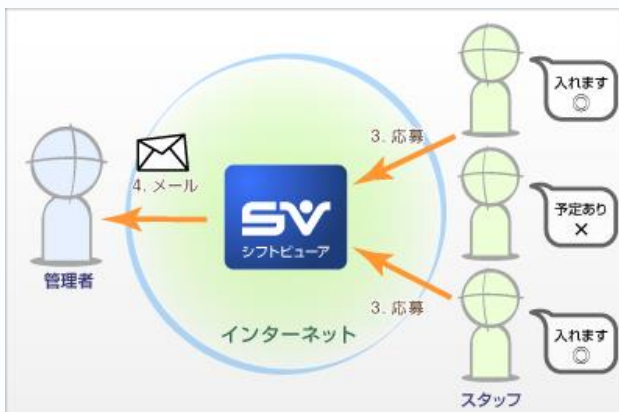 入れます
◎
3. 応募
4. メール
SV
シフトビューア
予定あり
×
管理者
3. 応募
インターネット
入れます
◎
スタッフ